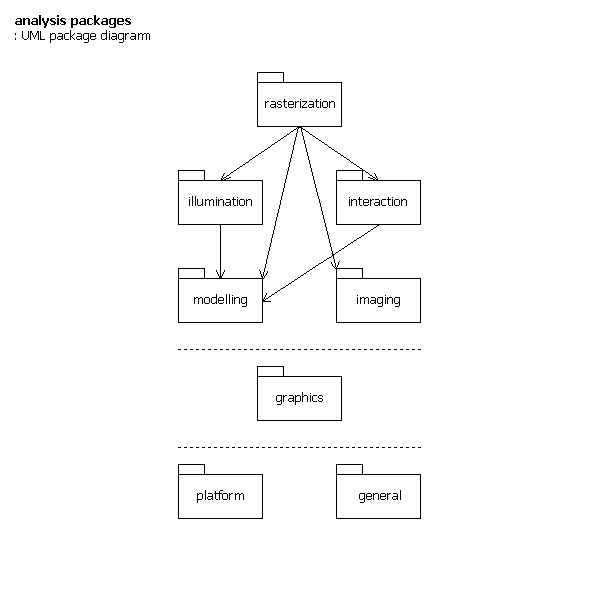 analysis packages
: UML package diagram
rasterization
illumination
interaction
modelling
imaging
graphics
platform
general